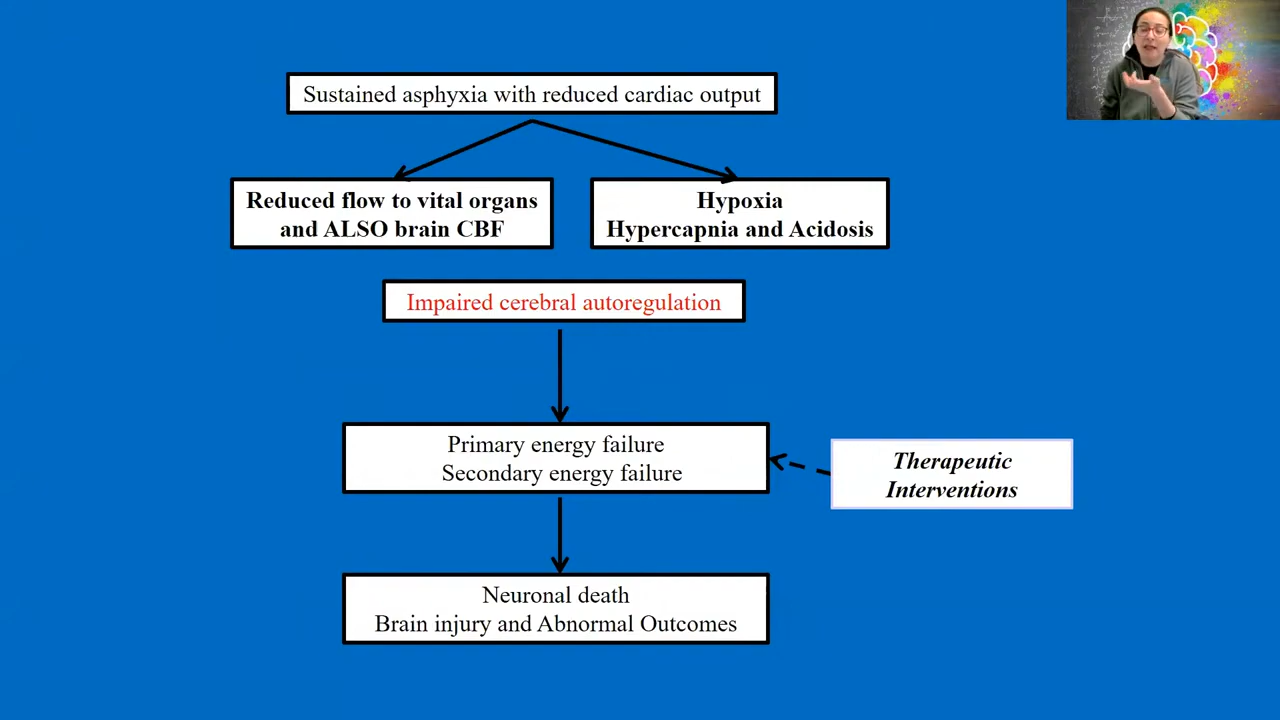 Sustained asphyxia with reduced cardiac output
Reduced flow to vital organs
and ALSO brain CBF
Hypoxia
Hypercapnia and Acidosis
Impaired cerebral autoregulation
Primary energy failure
Secondary energy failure
Therapeutic
Interventions
Neuronal death
Brain injury and Abnormal Outcomes